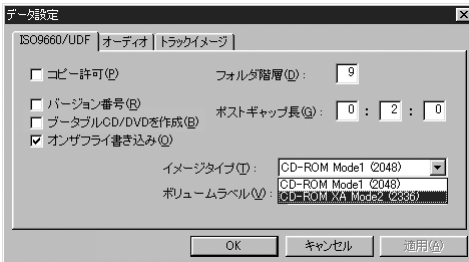 データ設定
ISO9660/UDF オーディオ トラックイメージ
コピー許可(P) フォルダ階層(D): 9
バージョン番号(R)
ブータブルCD/DVDを作成(B) ポストギャップ長(G): 0 : 2 : 0
オンザフライ書き込み(O)
イメージタイプ(T): CD-ROM Mode1 (2048)
CD-ROM Mode1 (2048)
ボリュームラベル(V): CD-ROM XA Mode2 (2336)
OK キャンセル 適用(A)